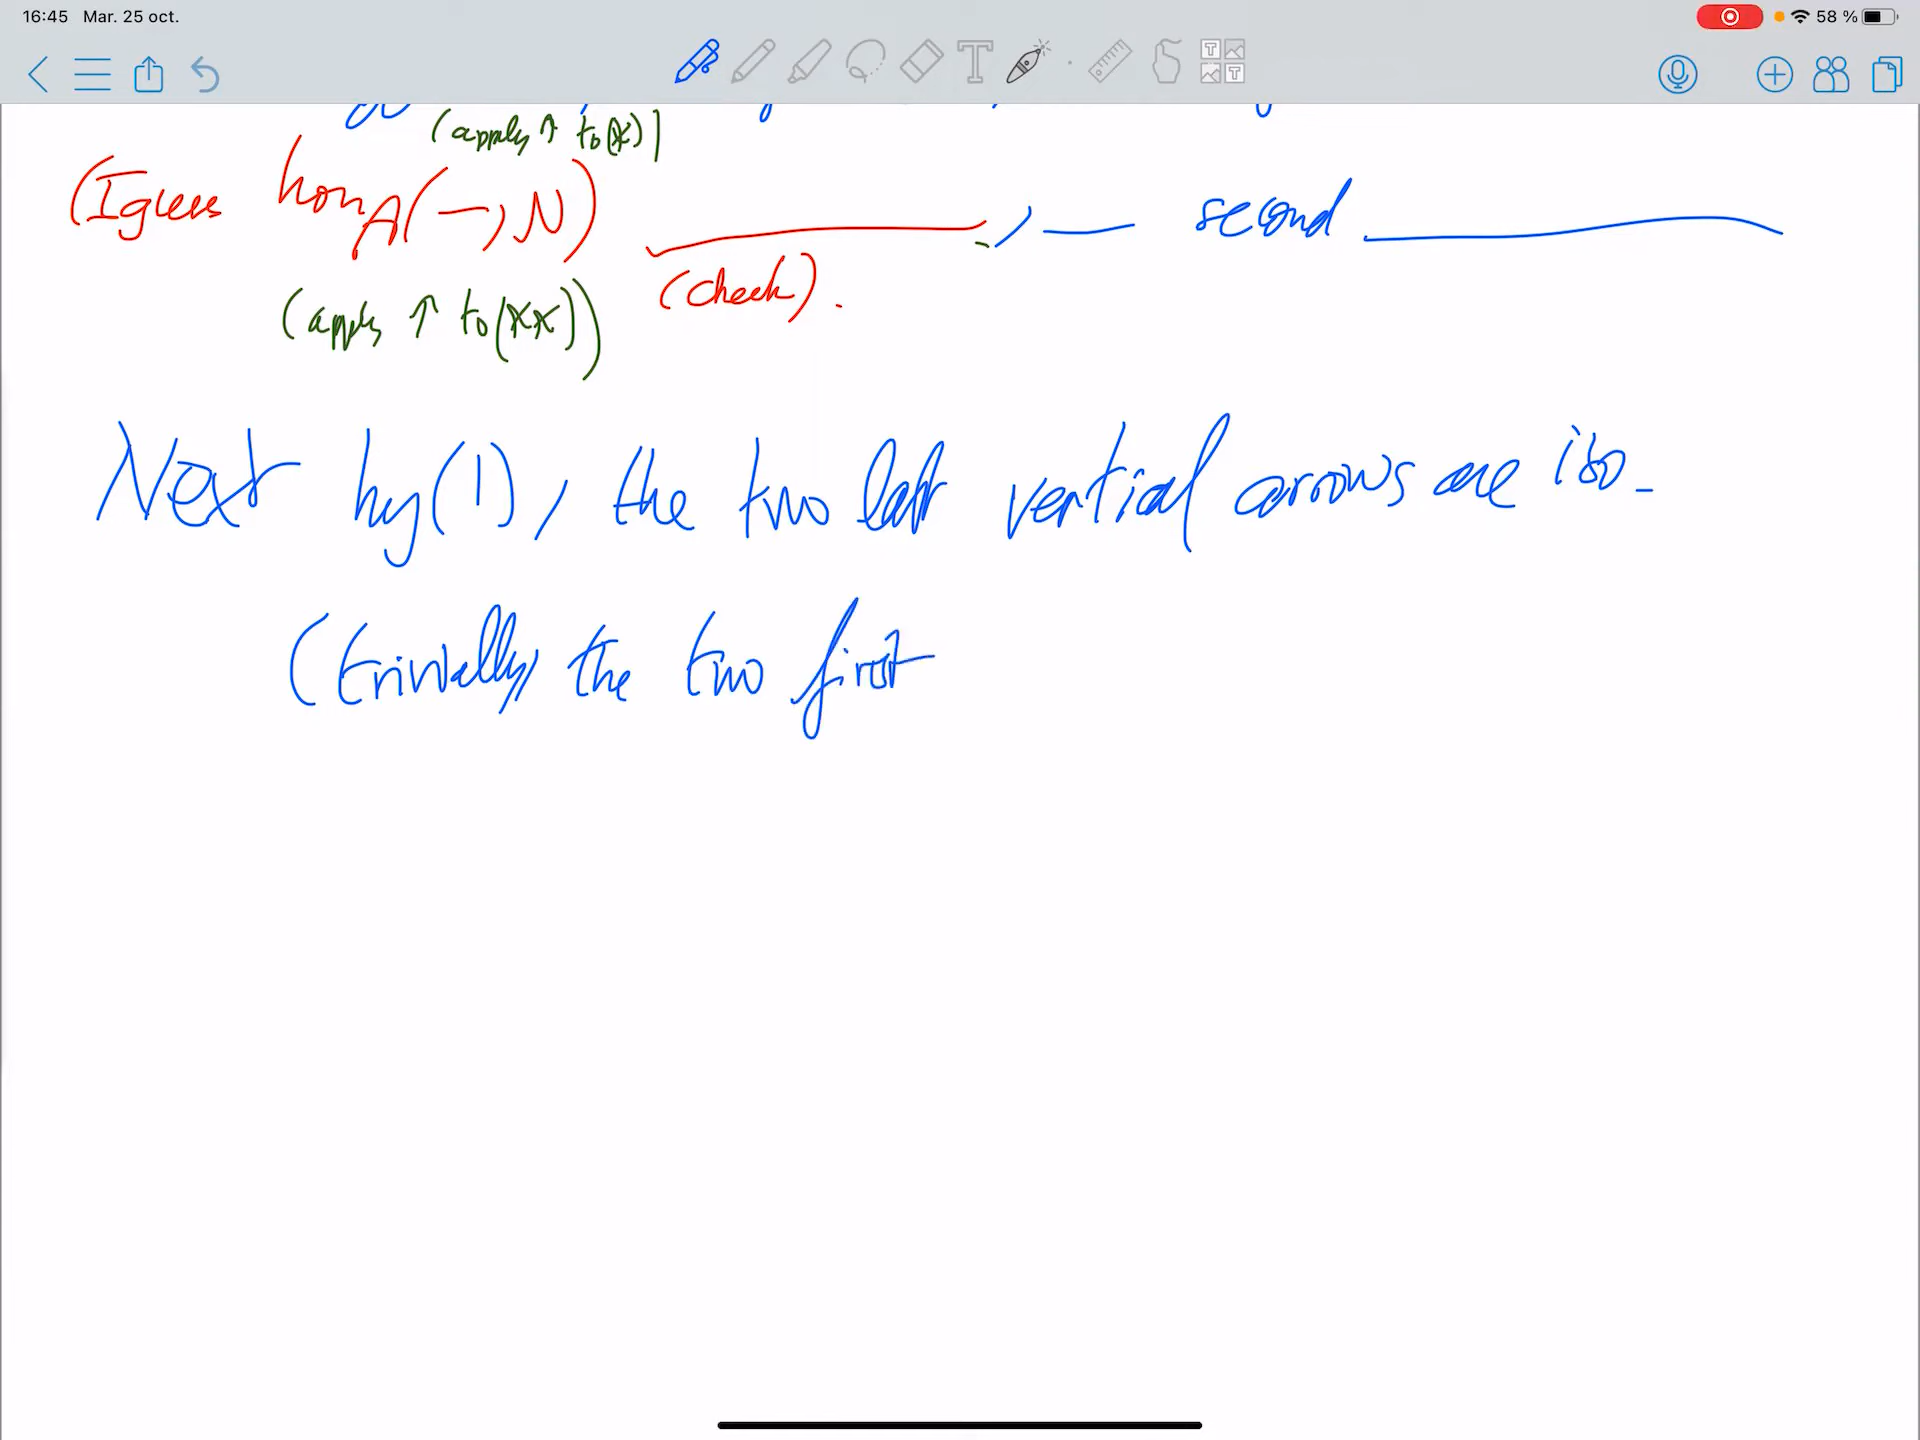 16:45 Mar. 25 oct. 58 %
(apply ↑ to (*))
(I guess hom_A(—, N) , — second
(check).
(apply ↑ to (**))
Next by (1), the two last vertical arrows are iso.
(trivially, the two first